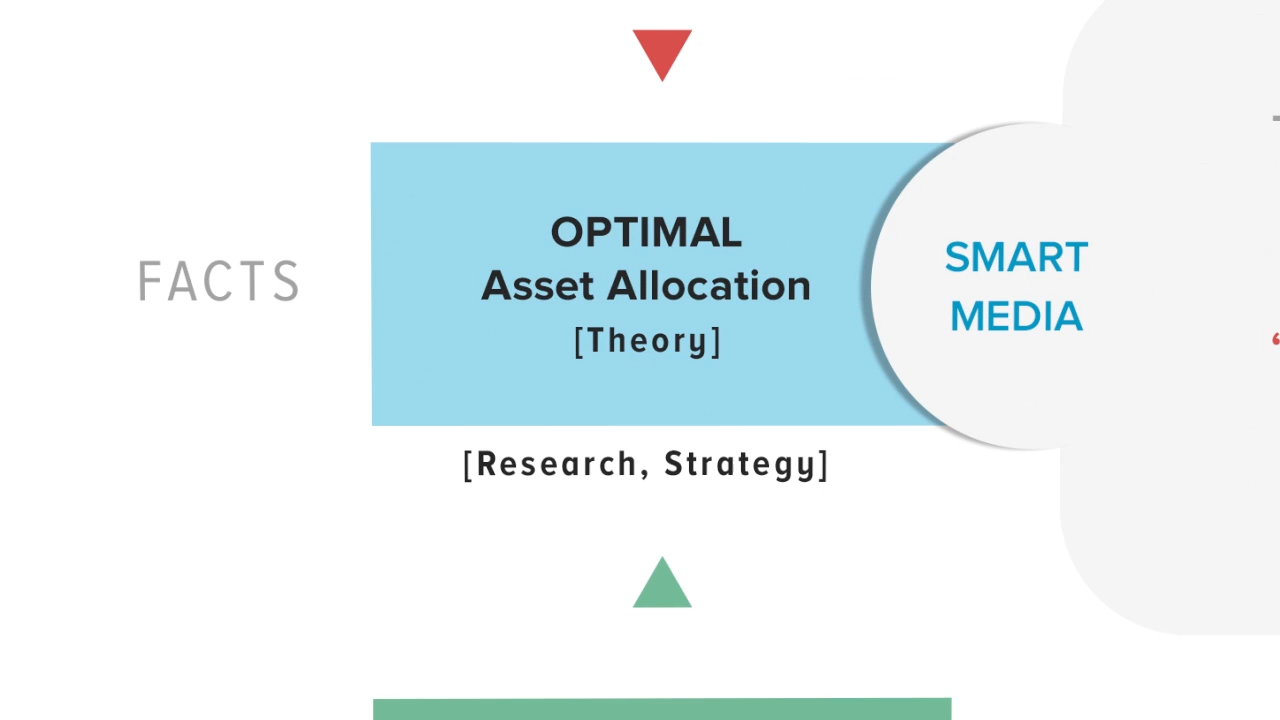 FACTS
OPTIMAL
Asset Allocation
[Theory]
[Research, Strategy]
SMART
MEDIA